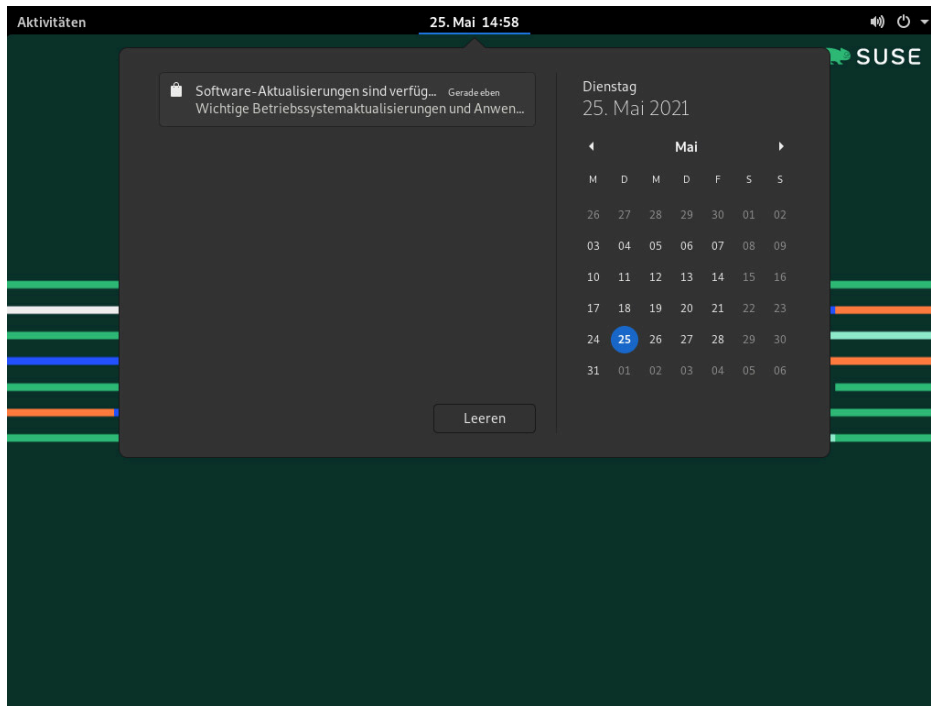 Aktivitäten
25. Mai 14:58
SUSE
Software-Aktualisierungen sind verfüg... Gerade eben
Wichtige Betriebssystemaktualisierungen und Anwen...
Dienstag
25. Mai 2021
Mai
M D M D F S S
26 27 28 29 30 01 02
03 04 05 06 07 08 09
10 11 12 13 14 15 16
17 18 19 20 21 22 23
24 25 26 27 28 29 30
31 01 02 03 04 05 06
Leeren